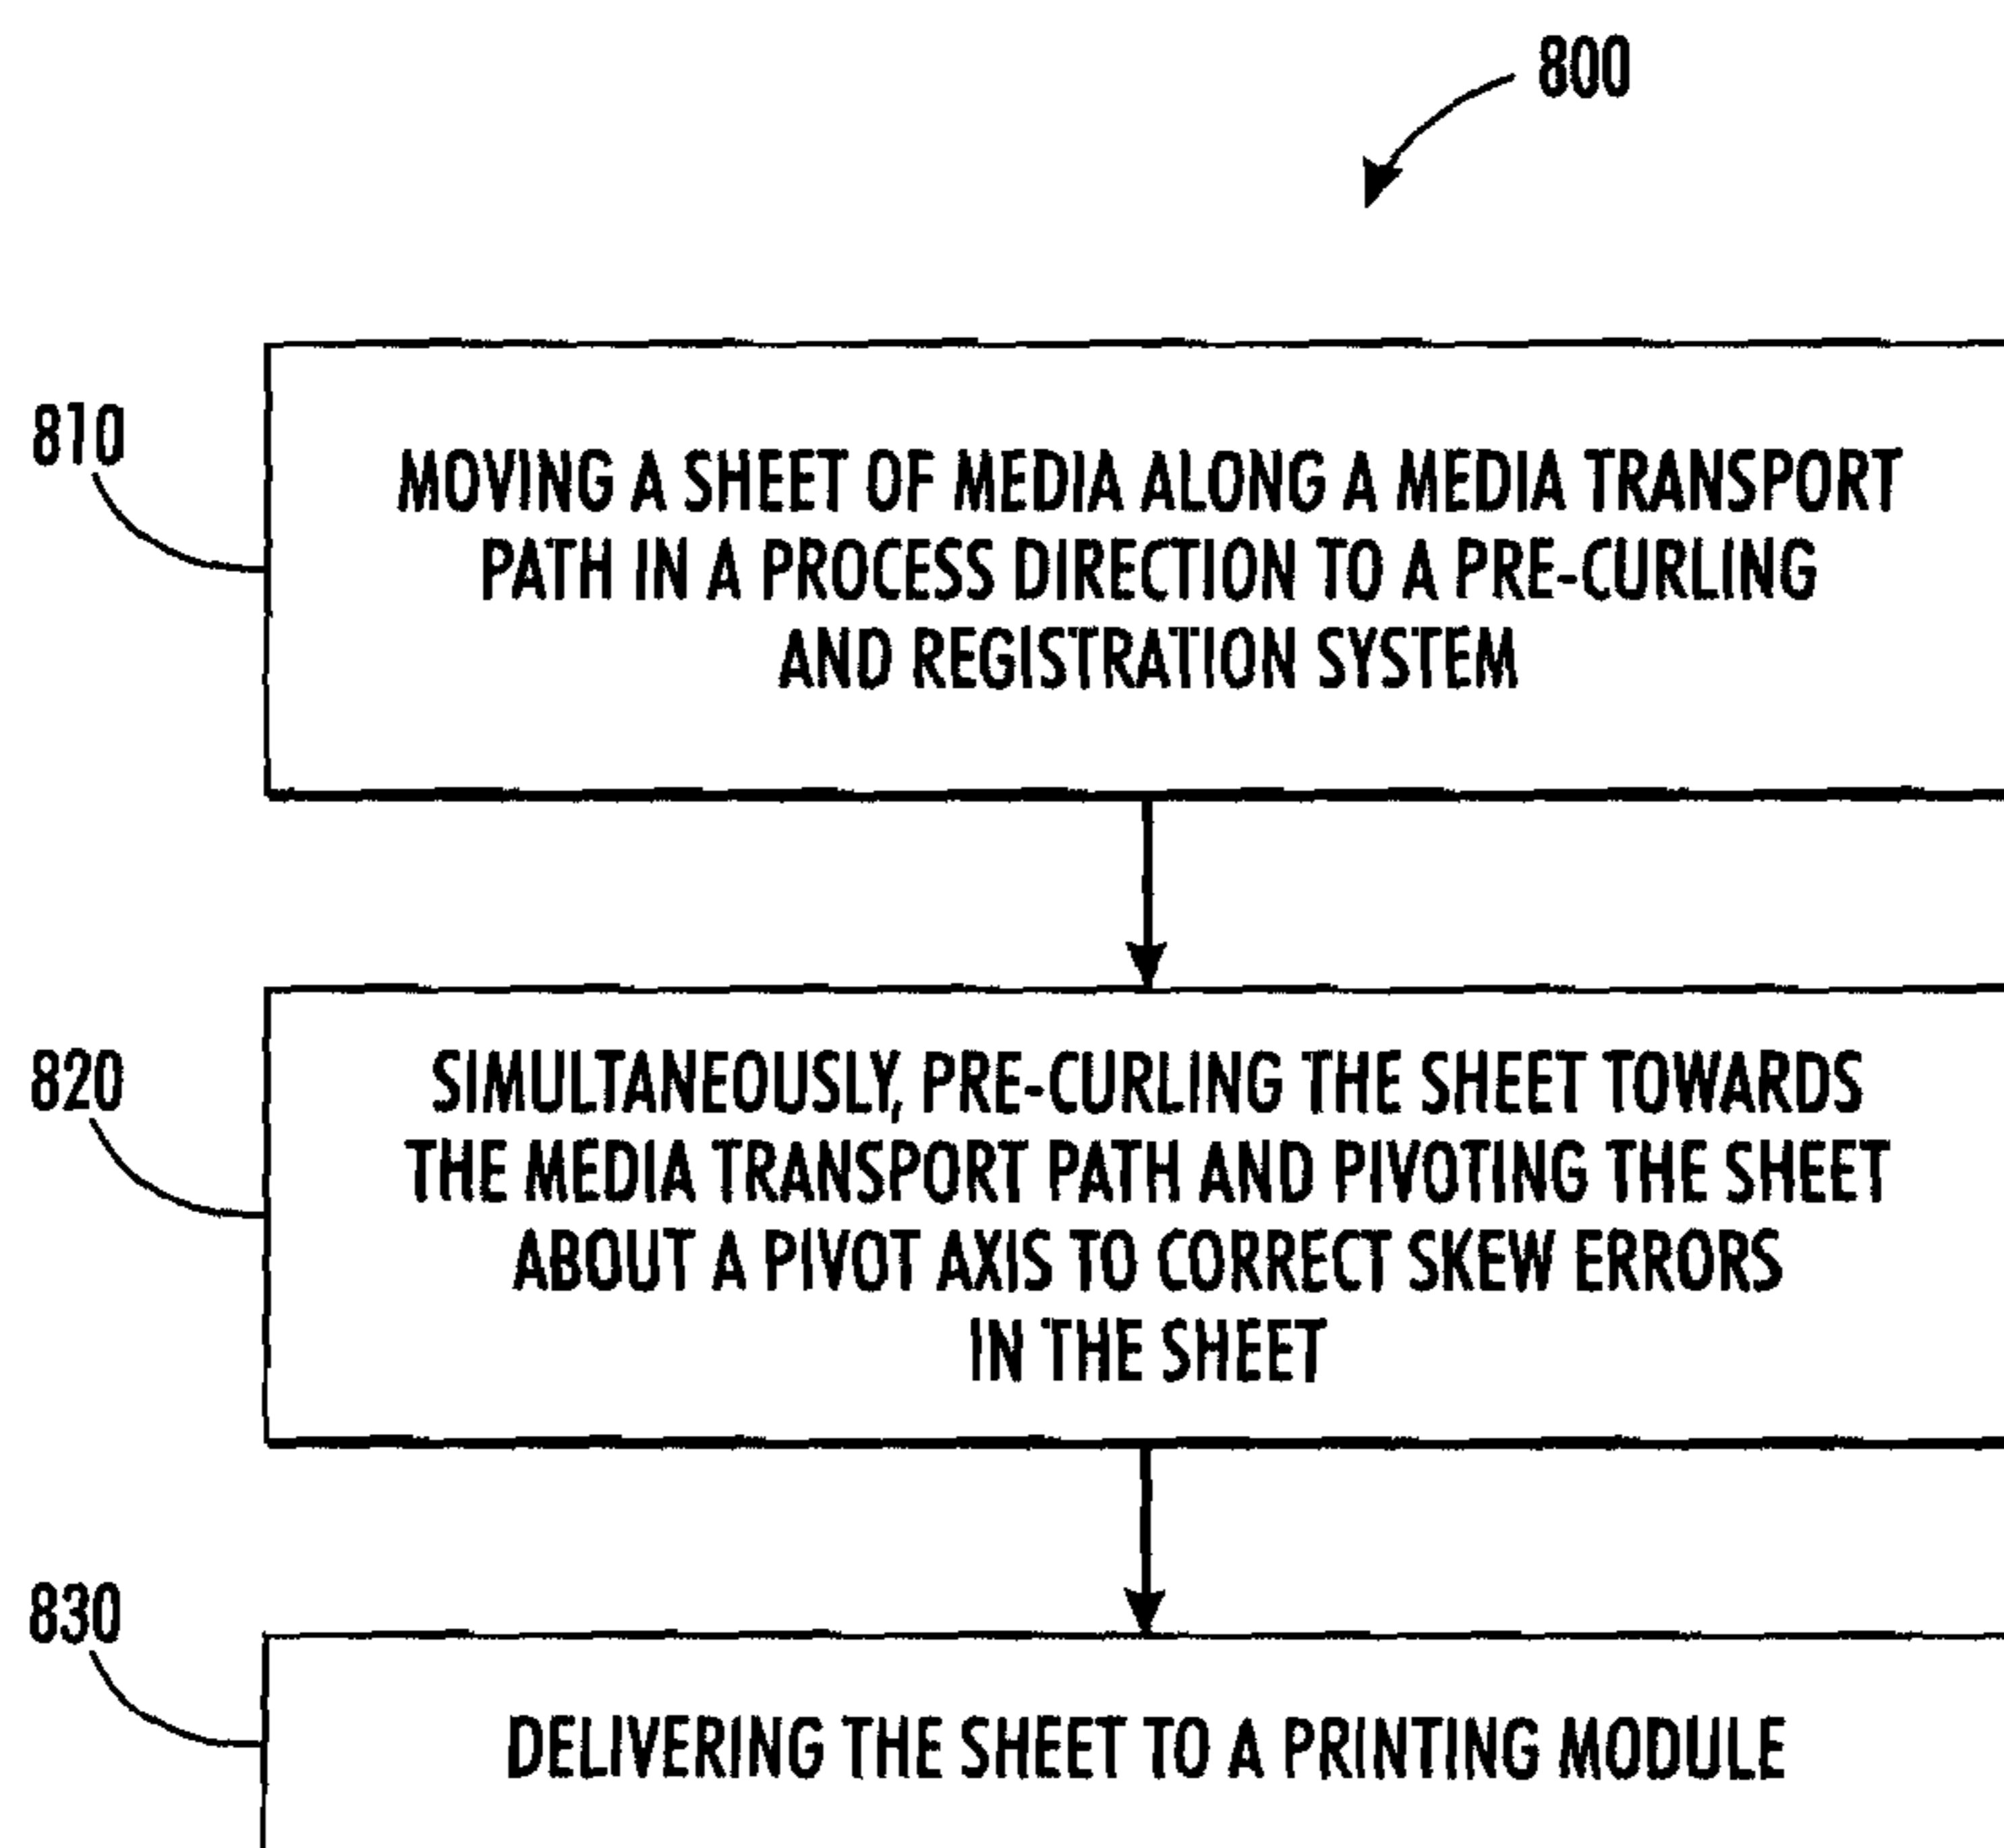 800
810
MOVING A SHEET OF MEDIA ALONG A MEDIA TRANSPORT
PATH IN A PROCESS DIRECTION TO A PRE-CURLING
AND REGISTRATION SYSTEM
820
SIMULTANEOUSLY, PRE-CURLING THE SHEET TOWARDS
THE MEDIA TRANSPORT PATH AND PIVOTING THE SHEET
ABOUT A PIVOT AXIS TO CORRECT SKEW ERRORS
IN THE SHEET
830
DELIVERING THE SHEET TO A PRINTING MODULE